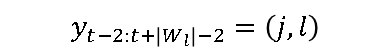 y_{t-2:t+|W_l|-2} = (j, l)